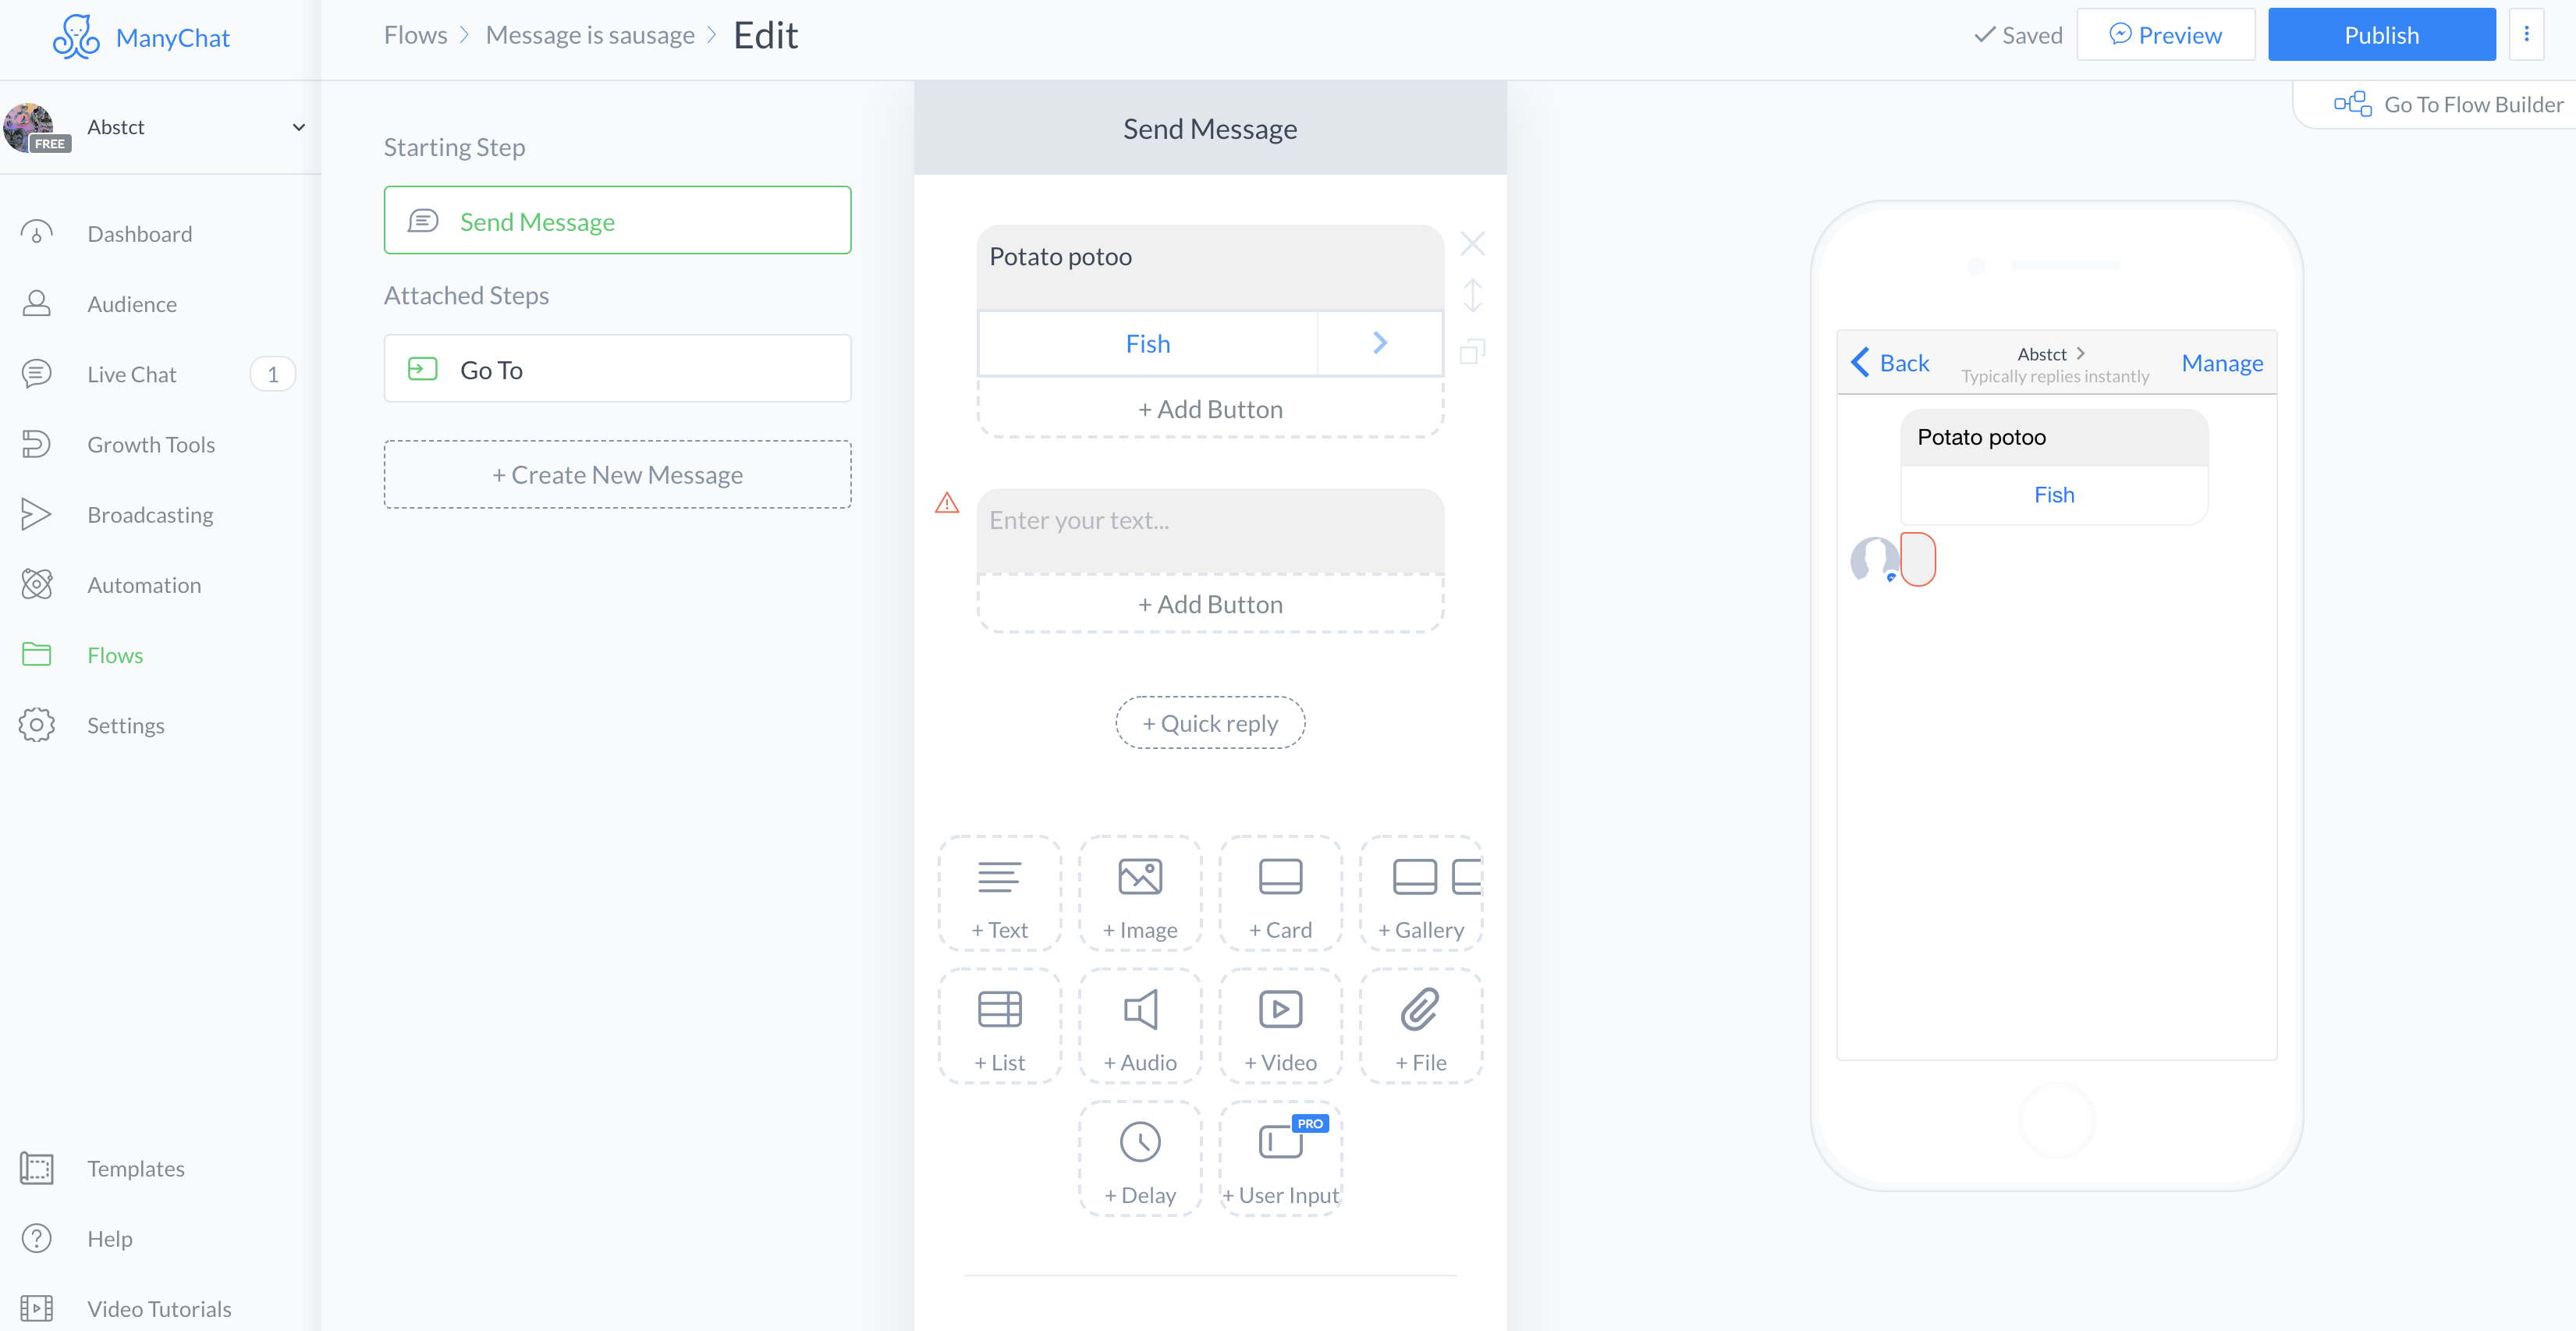 ManyChat
Flows > Message is sausage > Edit
Saved
Preview
Publish
Go To Flow Builder
Abstct
FREE
Dashboard
Audience
Live Chat 1
Growth Tools
Broadcasting
Automation
Flows
Settings
Templates
Help
Video Tutorials
Starting Step
Send Message
Attached Steps
Go To
+ Create New Message
Send Message
Potato potoo
Fish
+ Add Button
Enter your text...
+ Add Button
+ Quick reply
+ Text
+ Image
+ Card
+ Gallery
+ List
+ Audio
+ Video
+ File
+ Delay
PRO
+ User Input
Back
Abstct
Typically replies instantly
Manage
Potato potoo
Fish